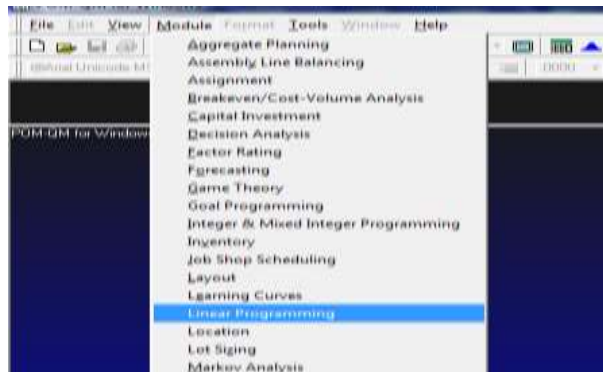 File Edit View Module Format Tools Window Help
Aggregate Planning
Assembly Line Balancing
Assignment
Breakeven/Cost-Volume Analysis
Capital Investment
Decision Analysis
POM-QM for Windows
Factor Rating
Forecasting
Game Theory
Goal Programming
Integer & Mixed Integer Programming
Inventory
Job Shop Scheduling
Layout
Learning Curves
Linear Programming
Location
Lot Sizing
Markov Analysis